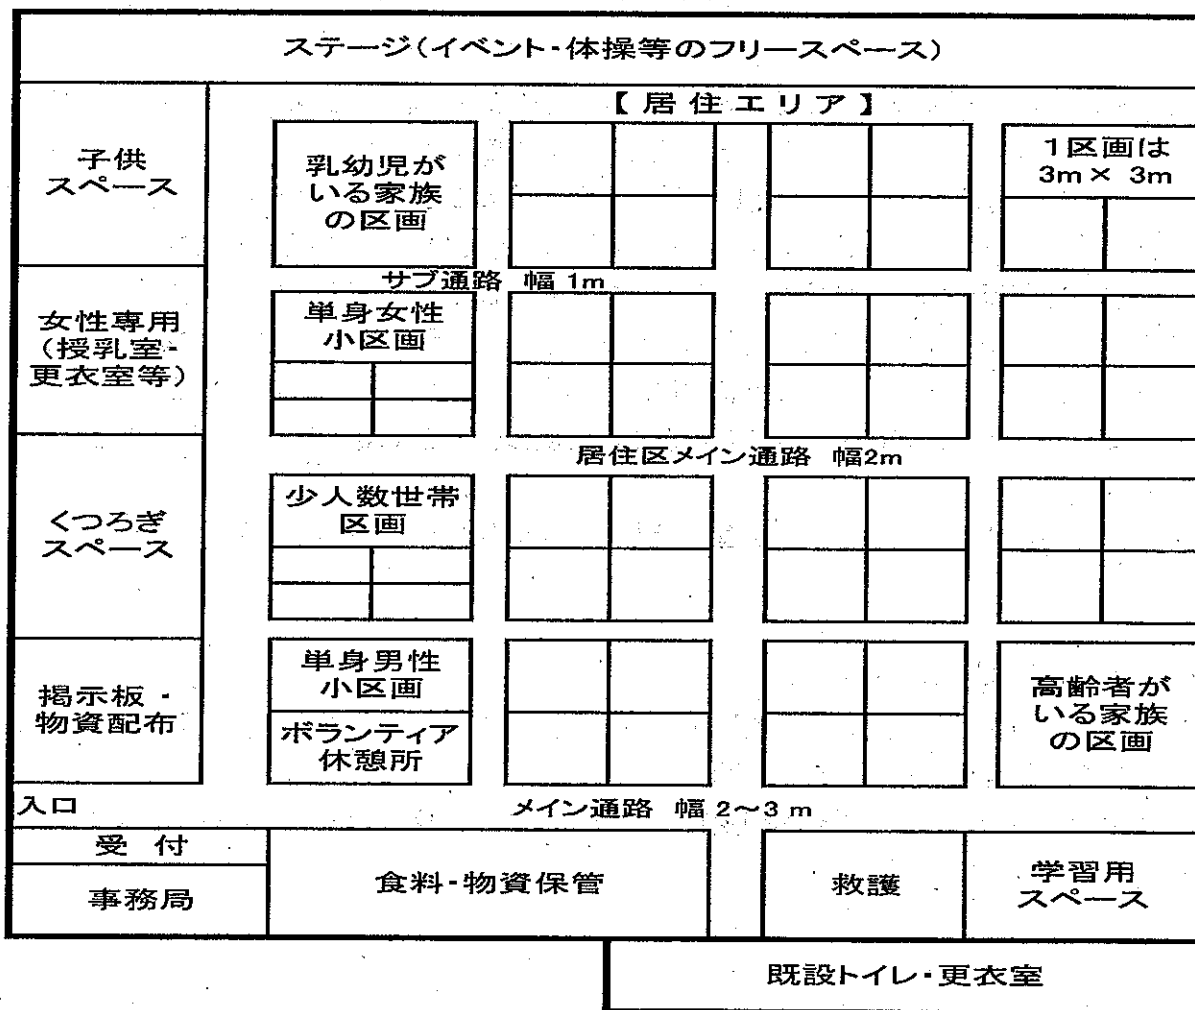 ステージ(イベント・体操等のフリースペース)
【居住エリア】
子供
スペース
乳幼児が
いる家族
の区画
1区画は
3m× 3m
サブ通路 幅 1m
女性専用
(授乳室・
更衣室等)
単身女性
小区画
居住区メイン通路 幅2m
くつろぎ
スペース
少人数世帯
区画
掲示板・
物資配布
単身男性
小区画
ボランティア
休憩所
高齢者が
いる家族
の区画
入口
メイン通路 幅 2〜3 m
受 付
事務局
食料・物資保管
救護
学習用
スペース
既設トイレ・更衣室